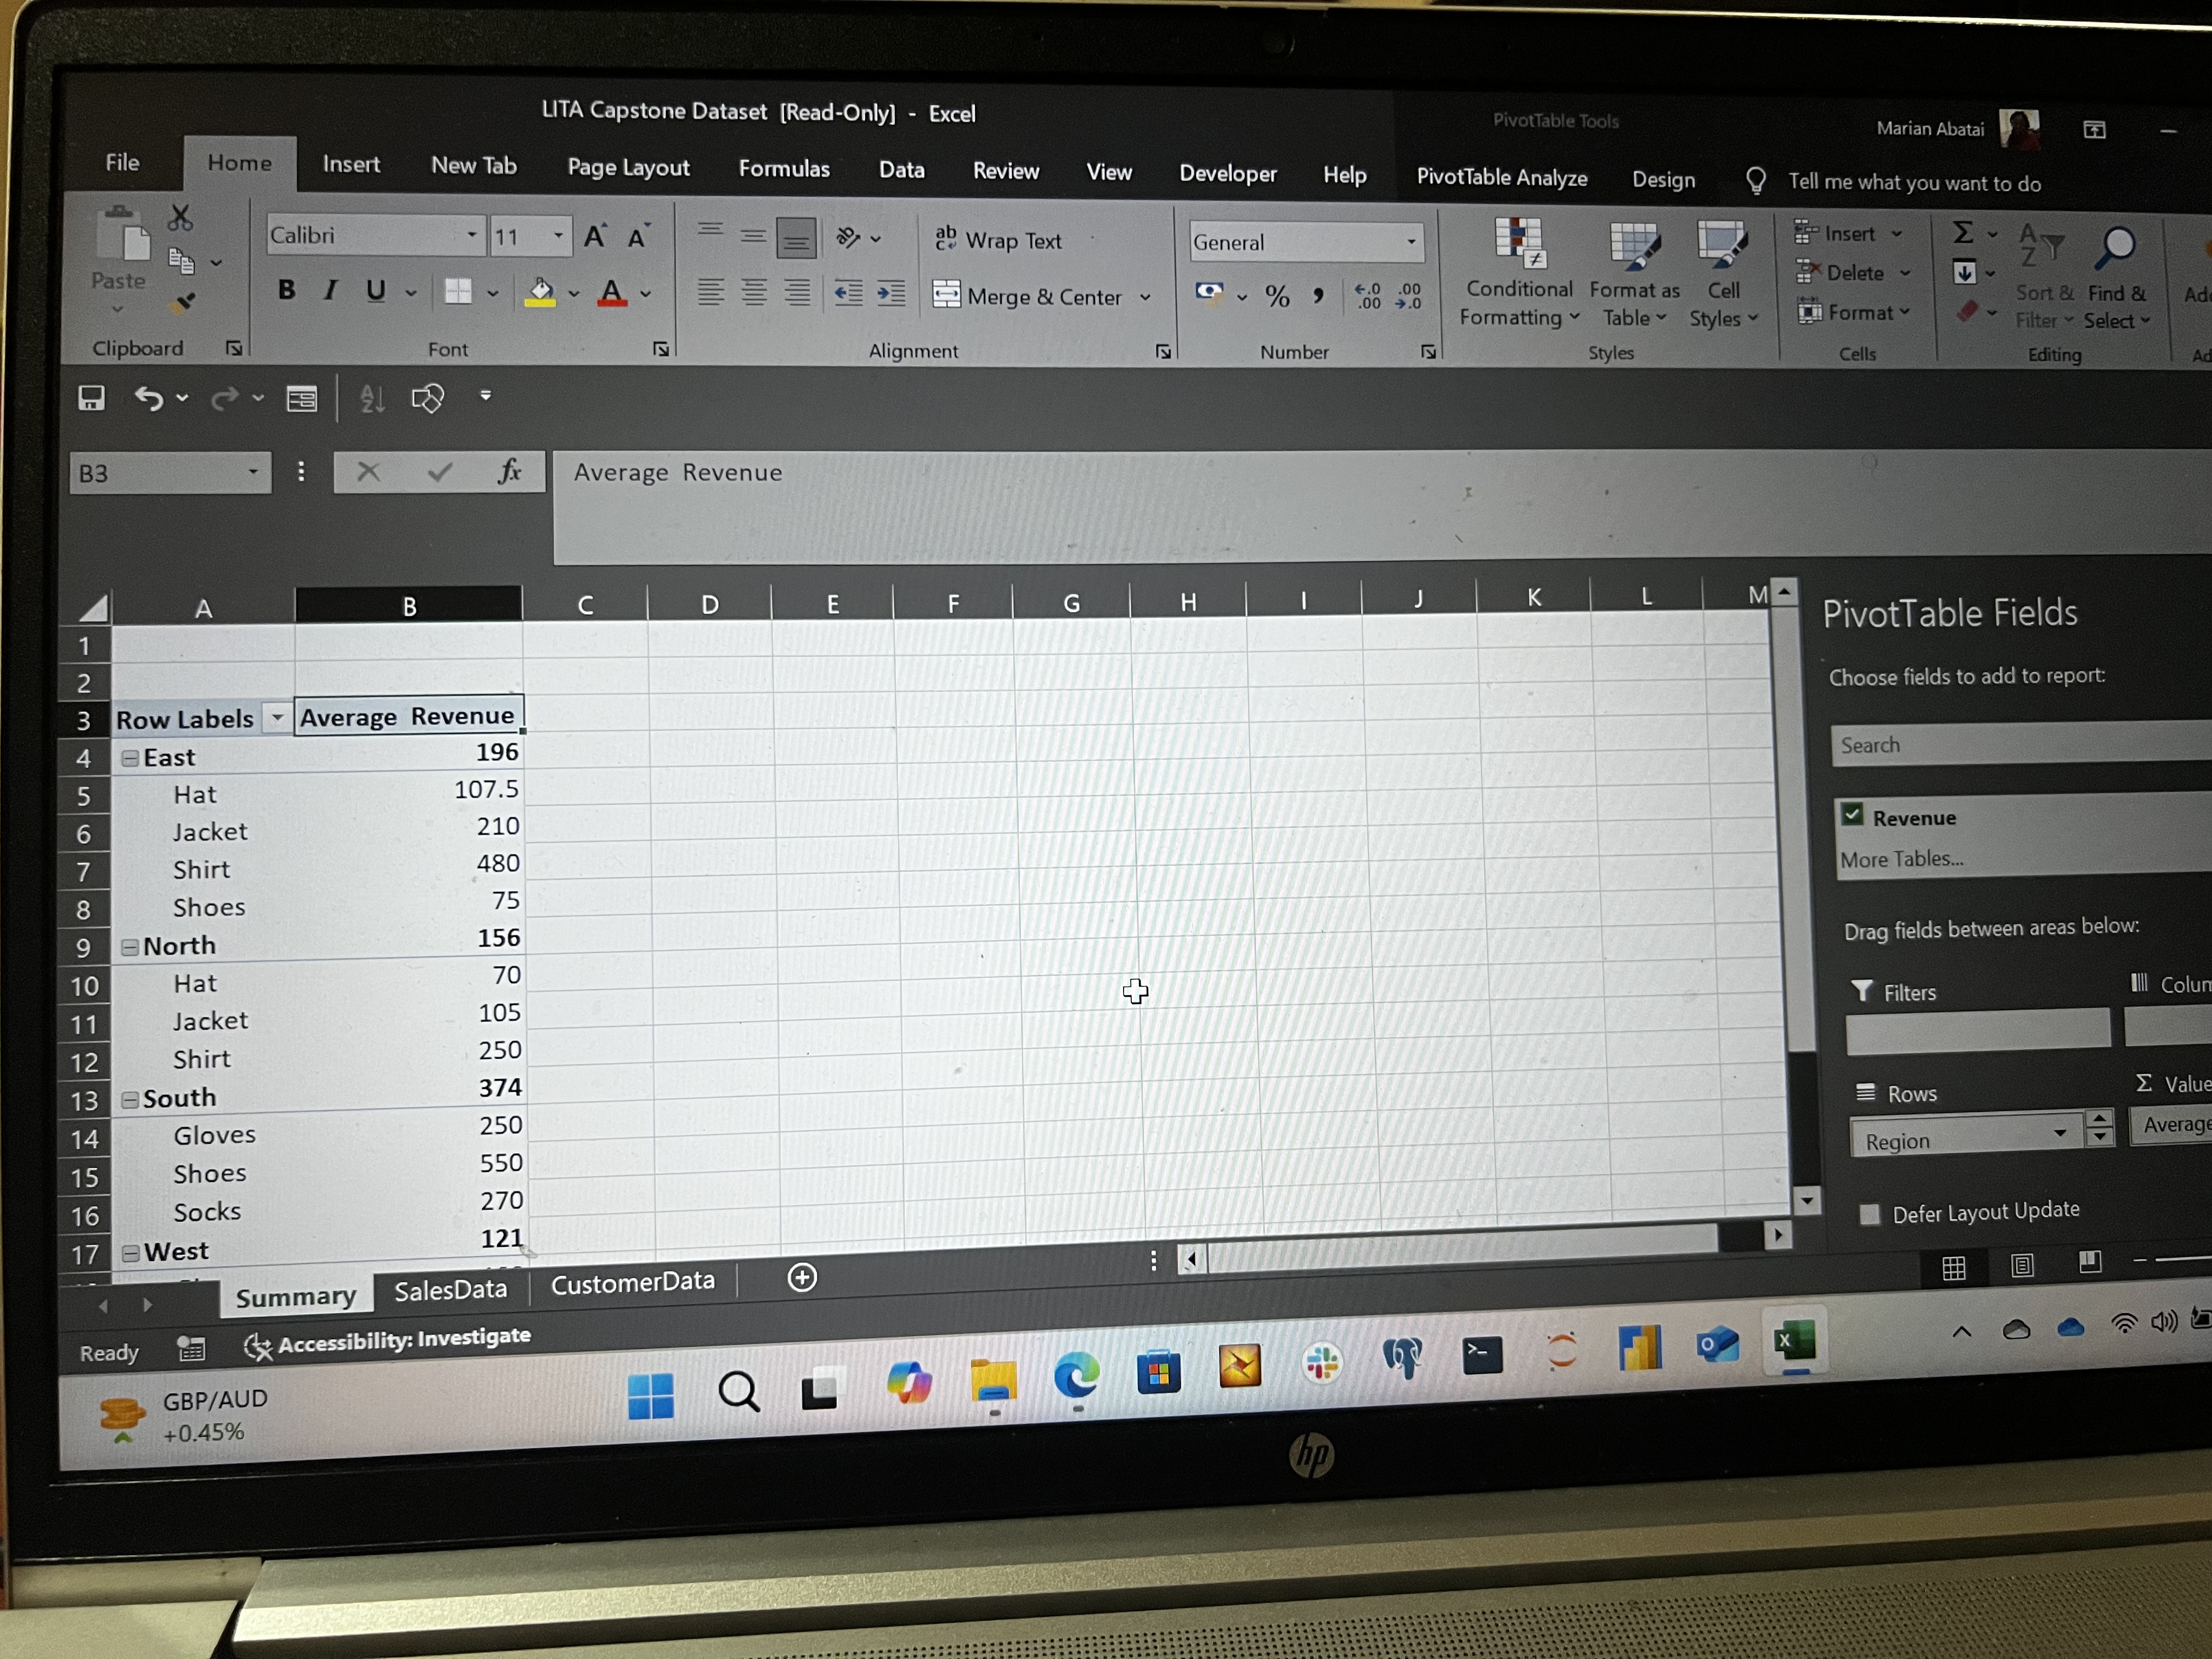 LITA Capstone Dataset [Read-Only] - Excel
PivotTable Tools
Marian Abatai
File Home Insert New Tab Page Layout Formulas Data Review View Developer Help PivotTable Analyze Design Tell me what you want to do
Paste
Clipboard
Calibri 11
B I U A
Font
ab Wrap Text
Merge & Center
Alignment
General
% ,
Number
Conditional Formatting
Format as Table
Cell Styles
Styles
Insert
Delete
Format
Cells
Sort & Filter
Find & Select
Editing
B3 fx Average Revenue
A B C D E F G H I J K L M
1
2
3 Row Labels Average Revenue
4 East 196
5 Hat 107.5
6 Jacket 210
7 Shirt 480
8 Shoes 75
9 North 156
10 Hat 70
11 Jacket 105
12 Shirt 250
13 South 374
14 Gloves 250
15 Shoes 550
16 Socks 270
17 West 121
PivotTable Fields
Choose fields to add to report:
Search
Revenue
More Tables...
Drag fields between areas below:
Filters
Rows
Region
Average
Defer Layout Update
Summary SalesData CustomerData
Ready Accessibility: Investigate
GBP/AUD
+0.45%
hp